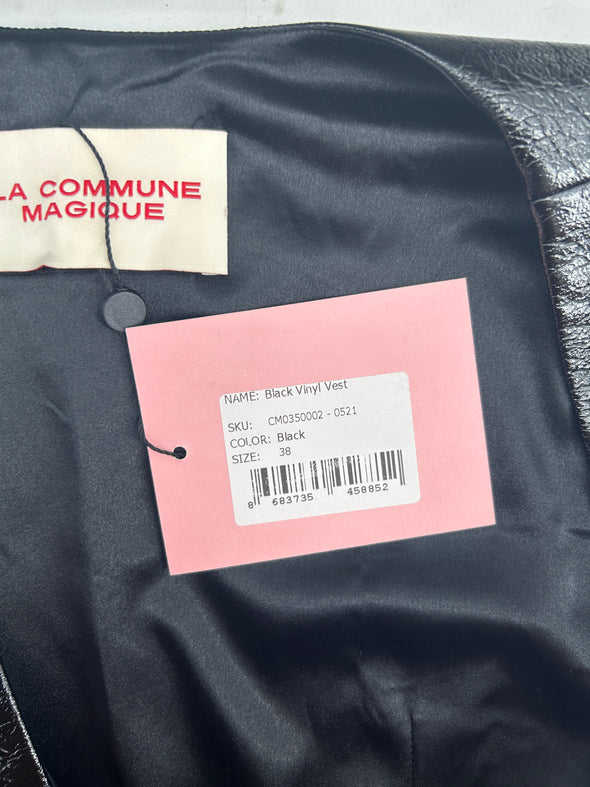 LA COMMUNE
MAGIQUE
NAME: Black Vinyl Vest
SKU: CM0350002 - 0521
COLOR: Black
SIZE: 38
8 683735 458852